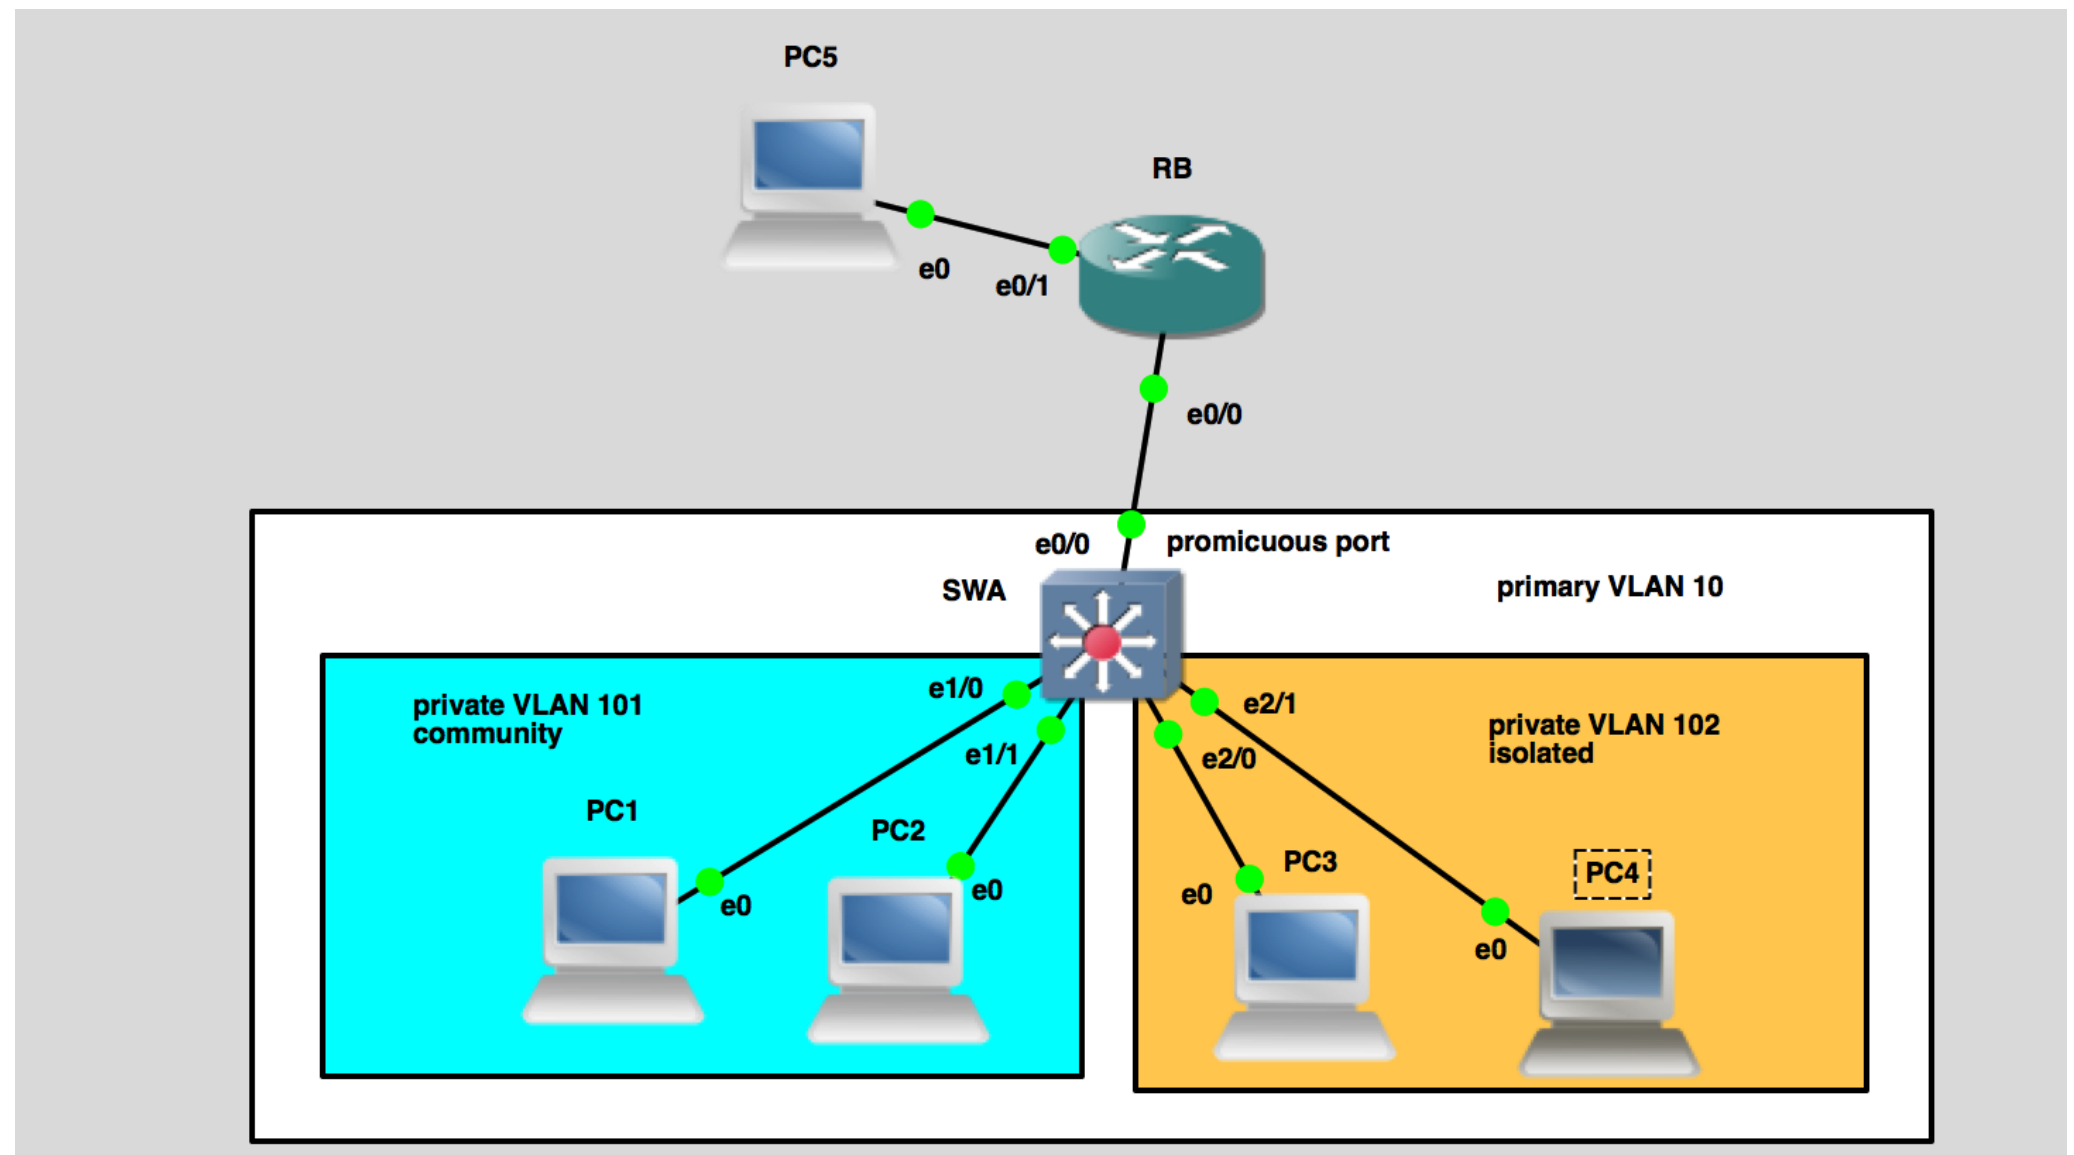 PC5
RB
e0
e0/1
e0/0
e0/0
promicuous port
SWA
primary VLAN 10
private VLAN 101
community
e1/0
e1/1
e2/1
e2/0
private VLAN 102
isolated
PC1
PC2
PC3
PC4
e0
e0
e0
e0